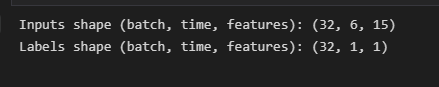 Inputs shape (batch, time, features): (32, 6, 15)
Labels shape (batch, time, features): (32, 1, 1)